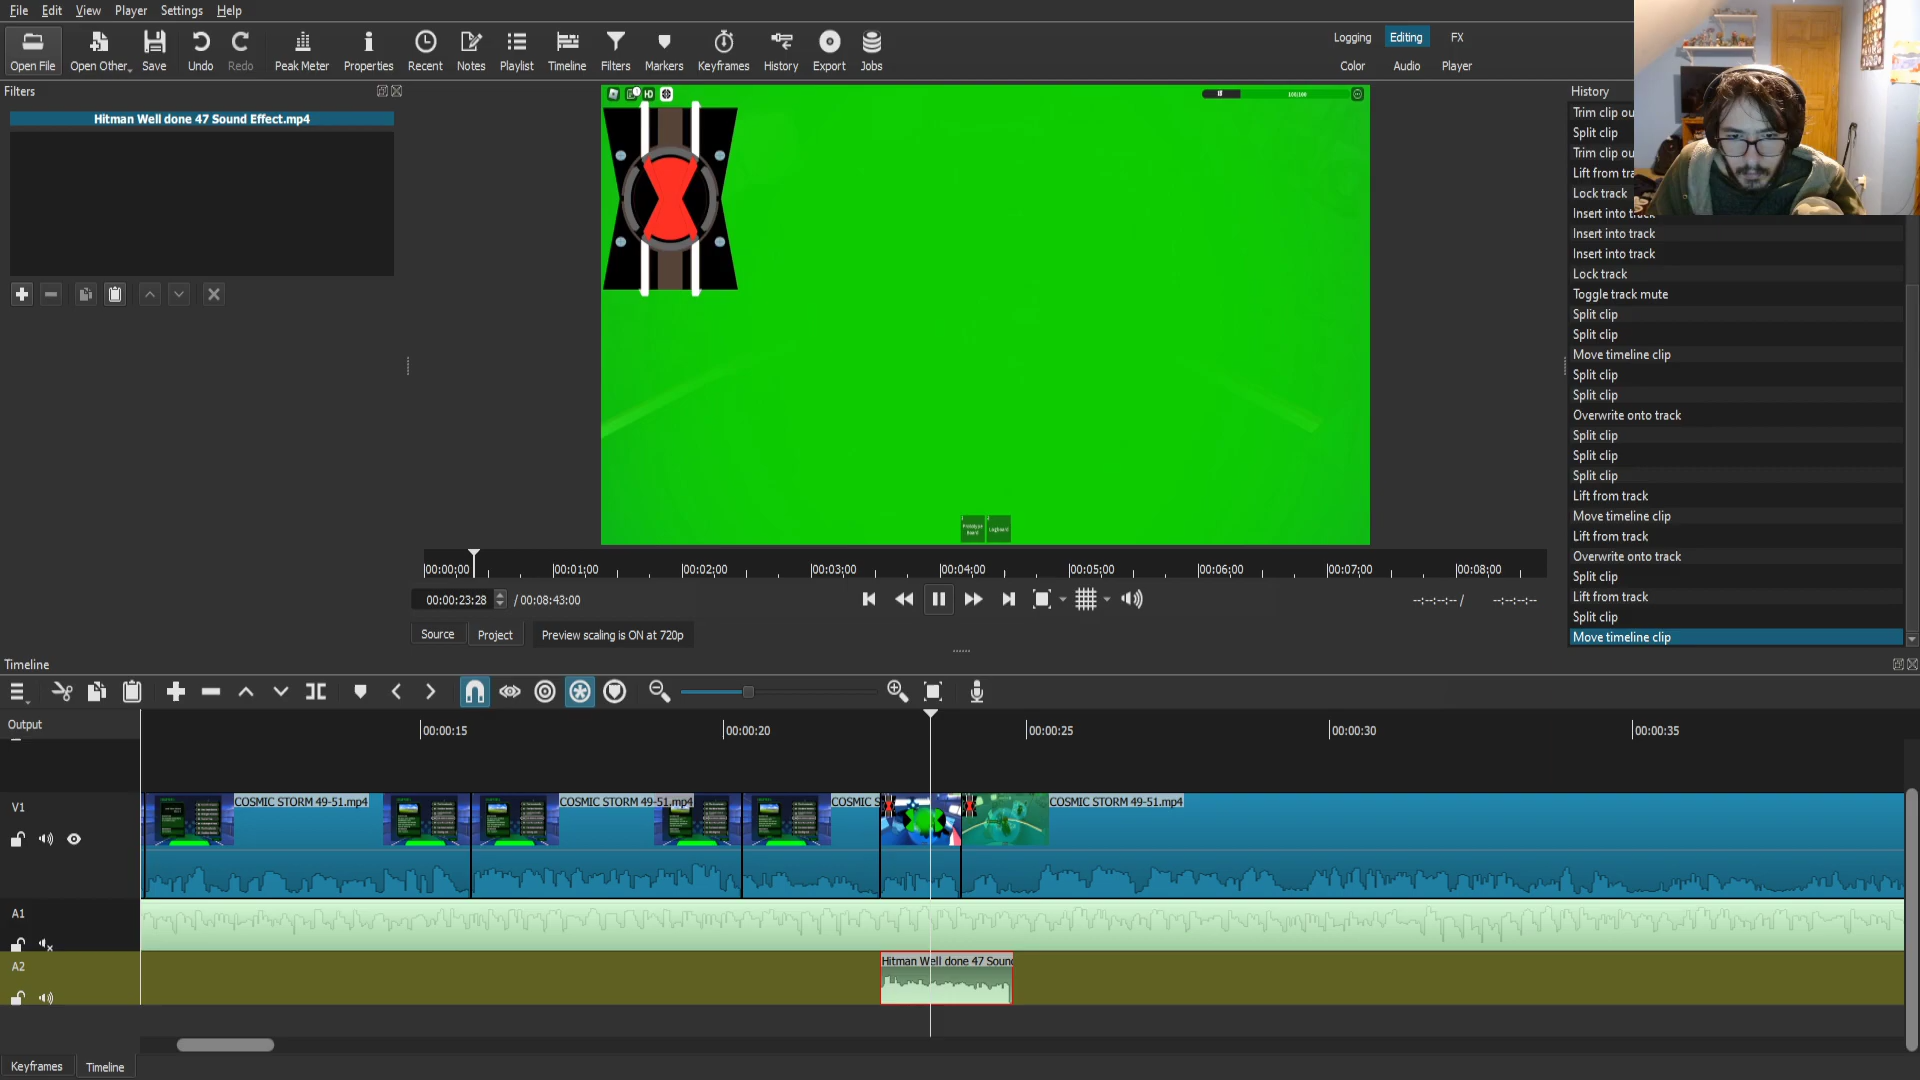 File Edit View Player Settings Help
Open File Open Other Save Undo Redo Peak Meter Properties Recent Notes Playlist Timeline Filters Markers Keyframes History Export Jobs
Logging Editing FX
Color Audio Player
Filters
Hitman Well done 47 Sound Effect.mp4
HD
100|100
Prototype Board
History
Trim clip ou
Split clip
Trim clip ou
Lift from tra
Lock track
Insert into track
Insert into track
Insert into track
Lock track
Toggle track mute
Split clip
Split clip
Move timeline clip
Split clip
Split clip
Overwrite onto track
Split clip
Split clip
Split clip
Lift from track
Move timeline clip
Lift from track
Overwrite onto track
Split clip
Lift from track
Split clip
Move timeline clip
00:00:00 00:01:00 00:02:00 00:03:00 00:04:00 00:05:00 00:06:00 00:07:00 00:08:00
00:00:23:28 / 00:08:43:00
--:--:--:-- / --:--:--:--
Source Project Preview scaling is ON at 720p
Timeline
Output
00:00:15 00:00:20 00:00:25 00:00:30 00:00:35
V1
COSMIC STORM 49-51.mp4 COSMIC STORM 49-51.mp4 COSMIC S COSMIC STORM 49-51.mp4
A1
A2
Hitman Well done 47 Soun
Keyframes Timeline